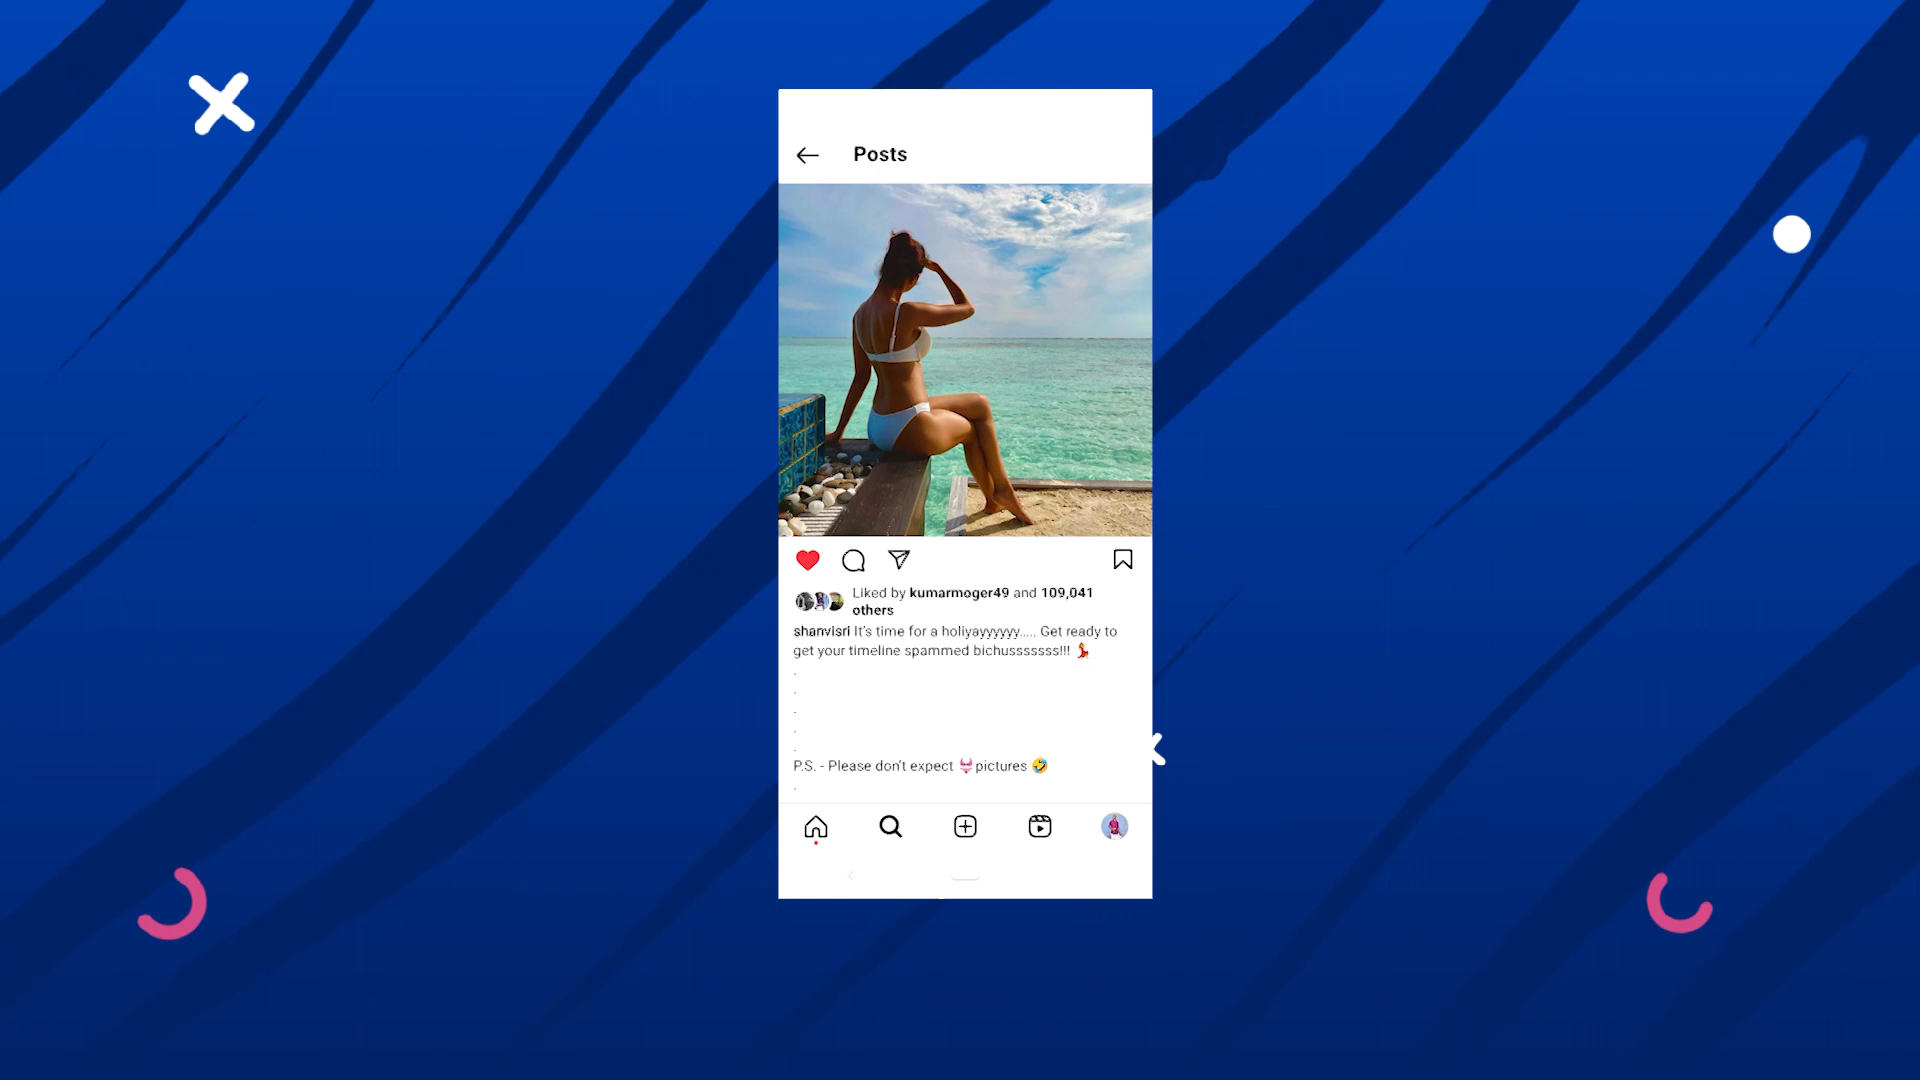 Posts
Liked by kumarmoger49 and 109,041
others
shanvisri It's time for a holiyayyyyyy..... Get ready to
get your timeline spammed bichusssssss!!! 💃
.
.
.
.
.
P.S. - Please don't expect 👙pictures 🤣
.